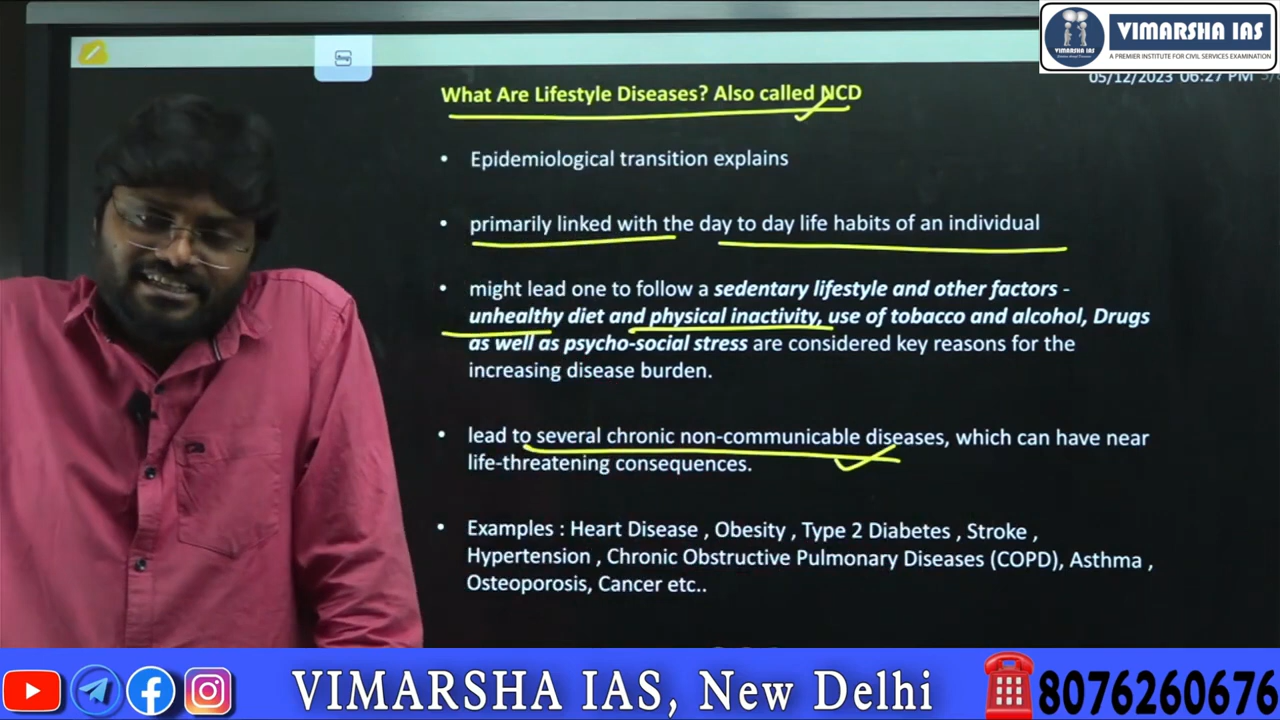 VIMARSHA IAS
VIMARSHA IAS
A PREMIER INSTITUTE FOR CIVIL SERVICES EXAMINATION
05/12/2023 06:27 PM
What Are Lifestyle Diseases? Also called NCD
• Epidemiological transition explains
• primarily linked with the day to day life habits of an individual
• might lead one to follow a sedentary lifestyle and other factors -
unhealthy diet and physical inactivity, use of tobacco and alcohol, Drugs
as well as psycho-social stress are considered key reasons for the
increasing disease burden.
• lead to several chronic non-communicable diseases, which can have near
life-threatening consequences.
• Examples : Heart Disease , Obesity , Type 2 Diabetes , Stroke ,
Hypertension , Chronic Obstructive Pulmonary Diseases (COPD), Asthma ,
Osteoporosis, Cancer etc..
VIMARSHA IAS, New Delhi
8076260676